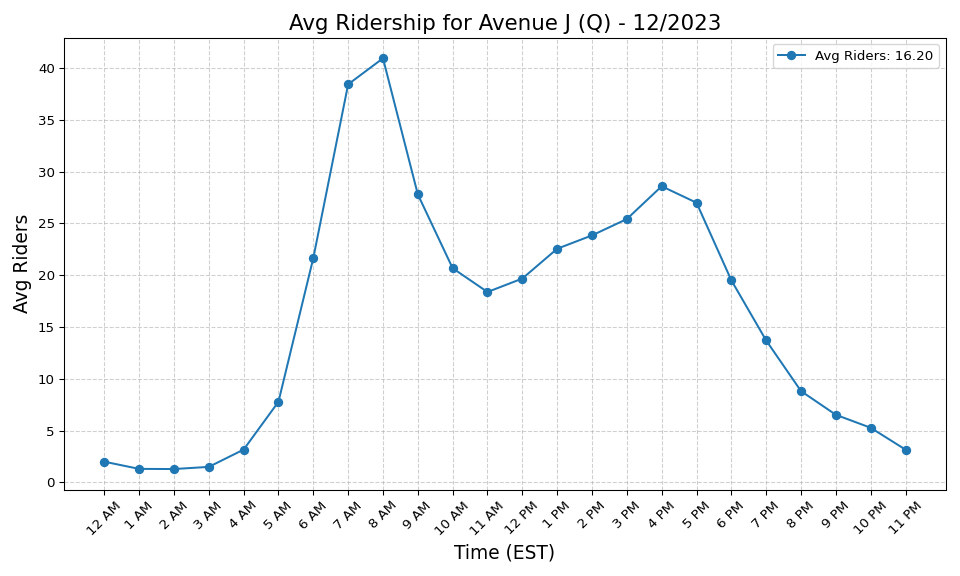 Avg Ridership for Avenue J (Q) - 12/2023
Avg Riders: 16.20
40
35
30
25
20
15
10
5
0
Avg Riders
12 AM
1 AM
2 AM
3 AM
4 AM
5 AM
6 AM
7 AM
8 AM
9 AM
10 AM
11 AM
12 PM
1 PM
2 PM
3 PM
4 PM
5 PM
6 PM
7 PM
8 PM
9 PM
10 PM
11 PM
Time (EST)